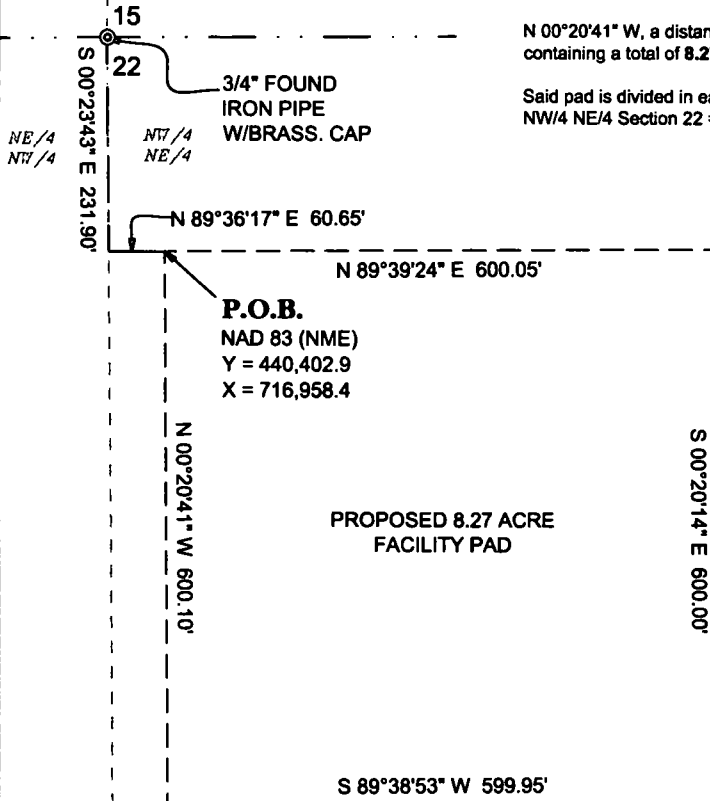 15
22
3/4" FOUND
IRON PIPE
W/BRASS. CAP
N 00°20'41" W, a
containing a total of
Said pad is divided in
NW/4 NE/4 Section 22
NE/4
NW/4
NW/4
NE/4
S 00°23'43" E 231.90'
N 89°36'17" E 60.65'
N 89°39'24" E 600.05'
P.O.B.
NAD 83 (NME)
Y = 440,402.9
X = 716,958.4
N 00°20'41" W 600.10'
S 00°20'14" E 600.00'
PROPOSED 8.27 ACRE
FACILITY PAD
S 89°38'53" W 599.95'